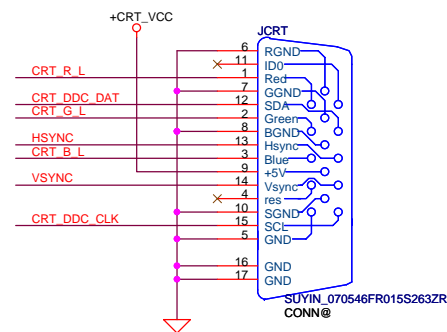 +CRT_VCC
JCRT
6 RGND
11 ID0
CRT_R_L 1 Red
7 GGND
CRT_DDC_DAT 12 SDA
CRT_G_L 2 Green
8 BGND
HSYNC 13 Hsync
CRT_B_L 3 Blue
9 +5V
VSYNC 14 Vsync
4 res
10 SGND
CRT_DDC_CLK 15 SCL
5 GND
16 GND
17 GND
SUYIN_070546FR015S263ZR
CONN@